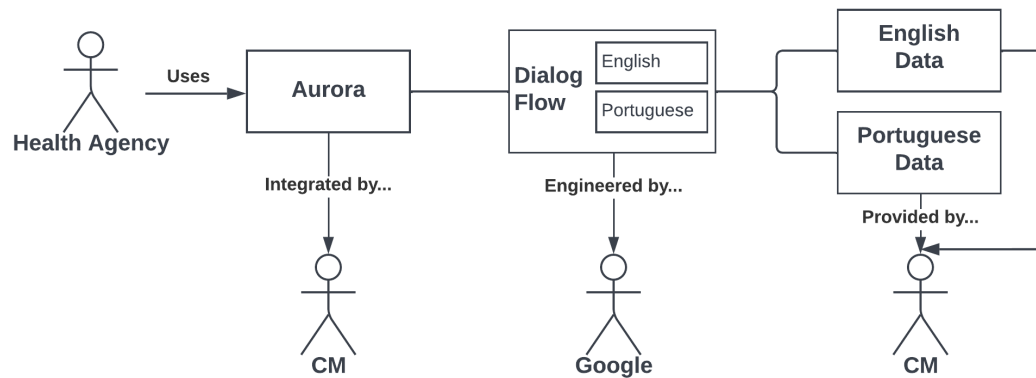 Health Agency
Uses
Aurora
Integrated by...
CM
Dialog
Flow
English
Portuguese
Engineered by...
Google
English
Data
Portuguese
Data
Provided by...
CM